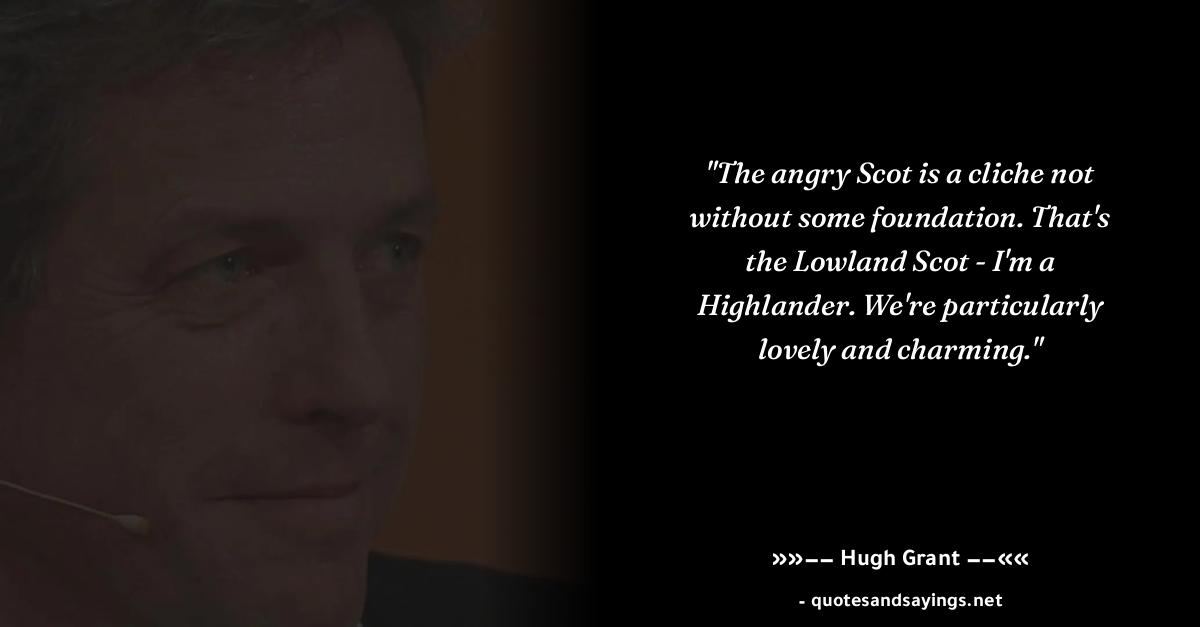 "The angry Scot is a cliche not
without some foundation. That's
the Lowland Scot - I'm a
Highlander. We're particularly
lovely and charming."
»»−− Hugh Grant −−««
- quotesandsayings.net